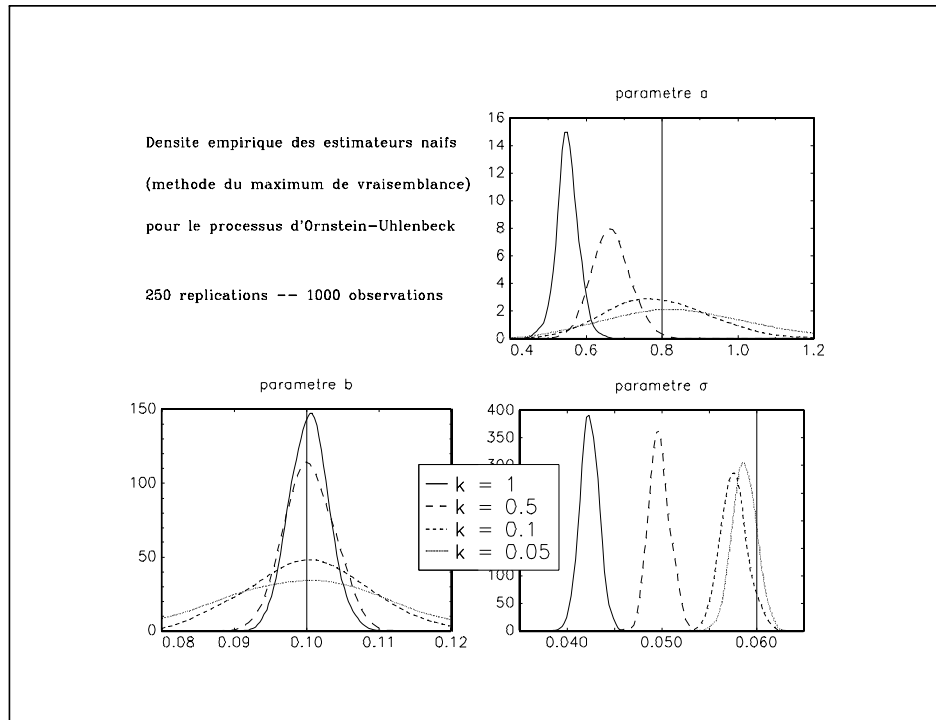 Densite empirique des estimateurs naifs
(methode du maximum de vraisemblance)
pour le processus d'Ornstein-Uhlenbeck
250 replications -- 1000 observations
parametre a
16
14
12
10
8
6
4
2
0
0.4 0.6 0.8 1.0 1.2
parametre b
150
100
50
0
0.08 0.09 0.10 0.11 0.12
parametre σ
400
350
300
100
50
0
0.040 0.050 0.060
k = 1
k = 0.5
k = 0.1
k = 0.05